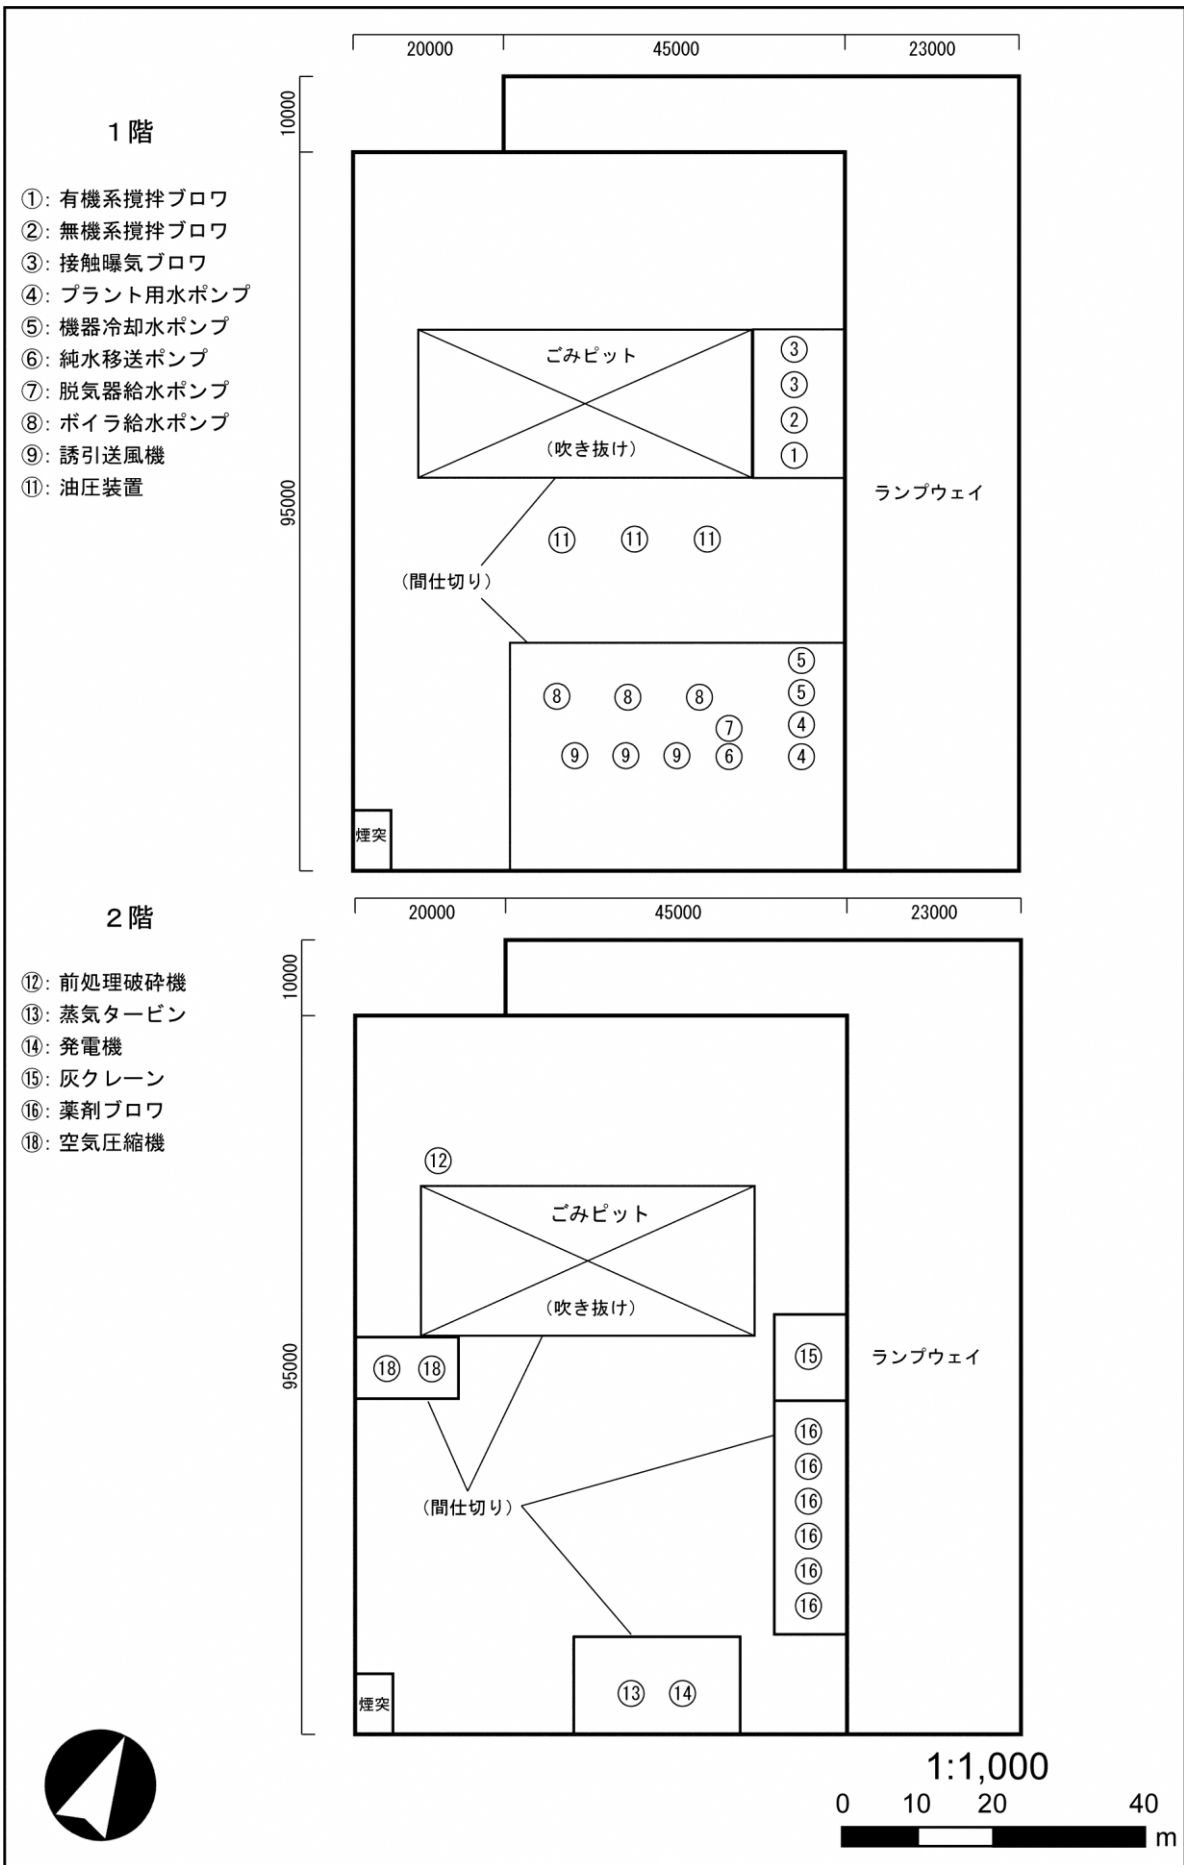 20000 45000 23000
10000
1階
①: 有機系撹拌ブロワ
②: 無機系撹拌ブロワ
③: 接触曝気ブロワ
④: プラント用水ポンプ
⑤: 機器冷却水ポンプ
⑥: 純水移送ポンプ
⑦: 脱気器給水ポンプ
⑧: ボイラ給水ポンプ
⑨: 誘引送風機
⑪: 油圧装置
95000
ごみピット
(吹き抜け)
③
③
②
①
ランプウェイ
⑪ ⑪ ⑪
(間仕切り)
⑤
⑧ ⑧ ⑧ ⑤
⑦ ④
⑨ ⑨ ⑨ ⑥ ④
煙突
20000 45000 23000
10000
2階
⑫: 前処理破砕機
⑬: 蒸気タービン
⑭: 発電機
⑮: 灰クレーン
⑯: 薬剤ブロワ
⑱: 空気圧縮機
95000
⑫
ごみピット
(吹き抜け)
⑱ ⑱
⑮
ランプウェイ
⑯
⑯
⑯
⑯
⑯
⑯
(間仕切り)
⑬ ⑭
煙突
1:1,000
0 10 20 40
m